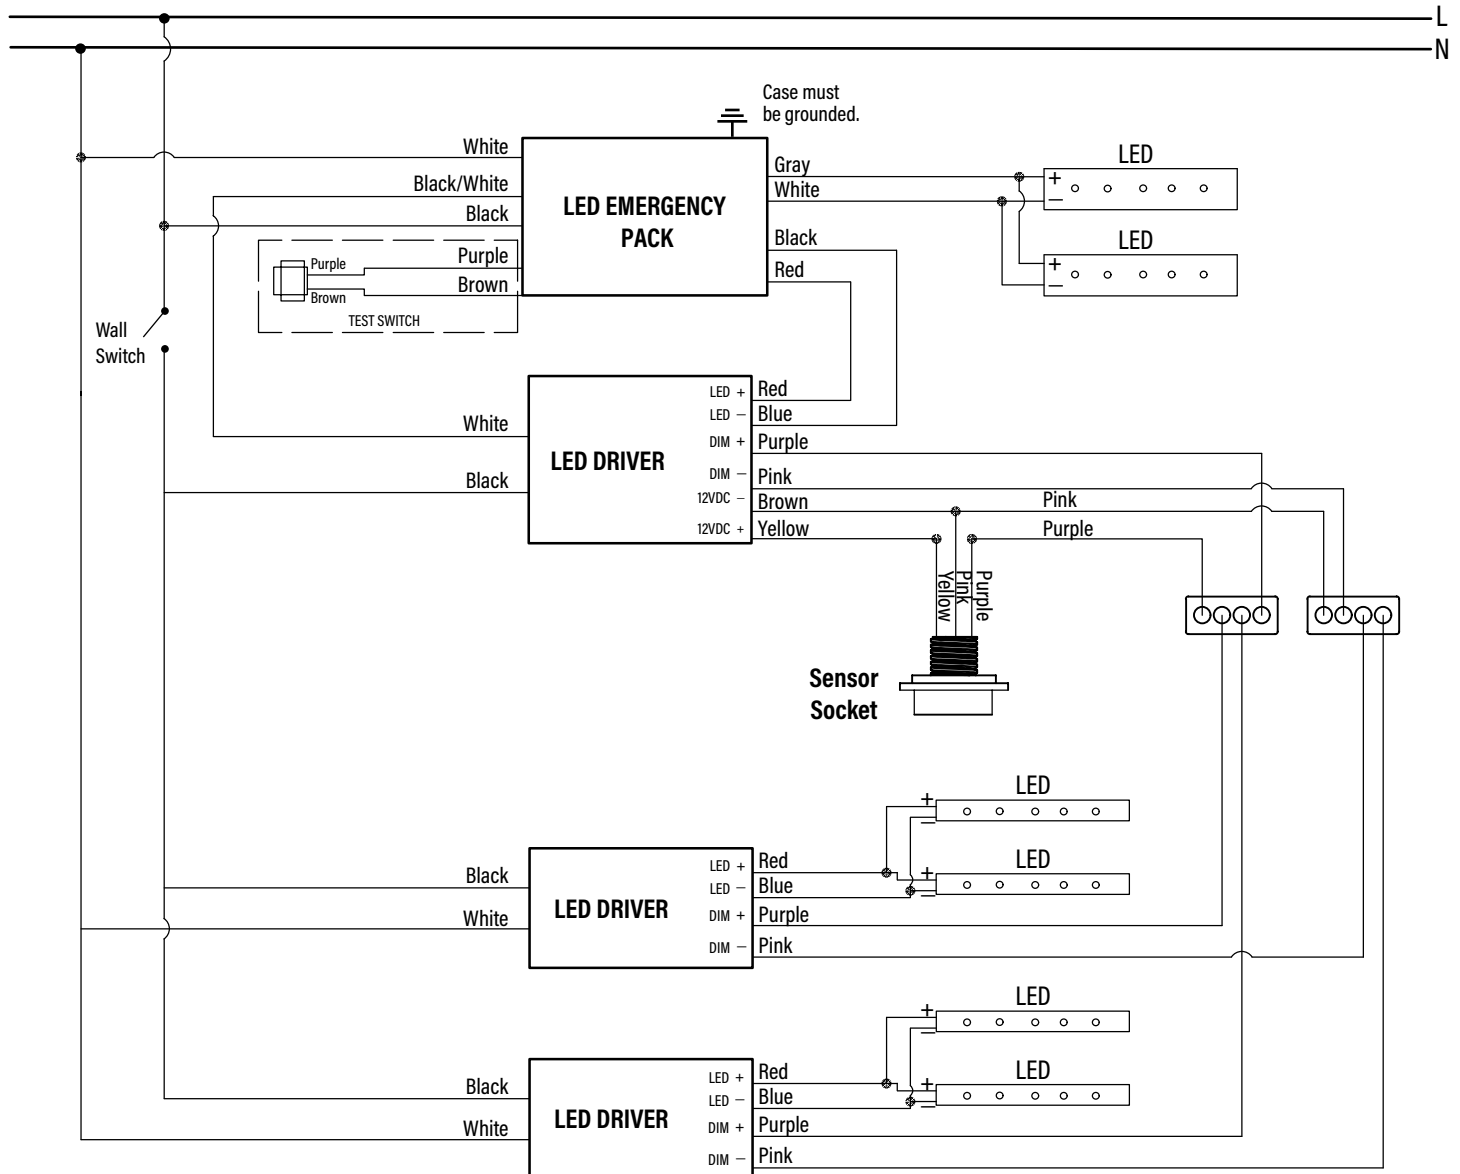 L
N
Case must
be grounded.
White
Black/White
Black
Purple
Brown
Purple
Brown
TEST SWITCH
LED EMERGENCY
PACK
Gray
White
Black
Red
LED
+
–
LED
+
–
Wall
Switch
White
Black
LED DRIVER
LED +
LED –
DIM +
DIM –
12VDC –
12VDC +
Red
Blue
Purple
Pink
Brown
Yellow
Pink
Purple
Yellow
Pink
Purple
Sensor
Socket
LED
+
–
LED
+
–
Black
White
LED DRIVER
LED +
LED –
DIM +
DIM –
Red
Blue
Purple
Pink
LED
+
–
LED
+
–
Black
White
LED DRIVER
LED +
LED –
DIM +
DIM –
Red
Blue
Purple
Pink